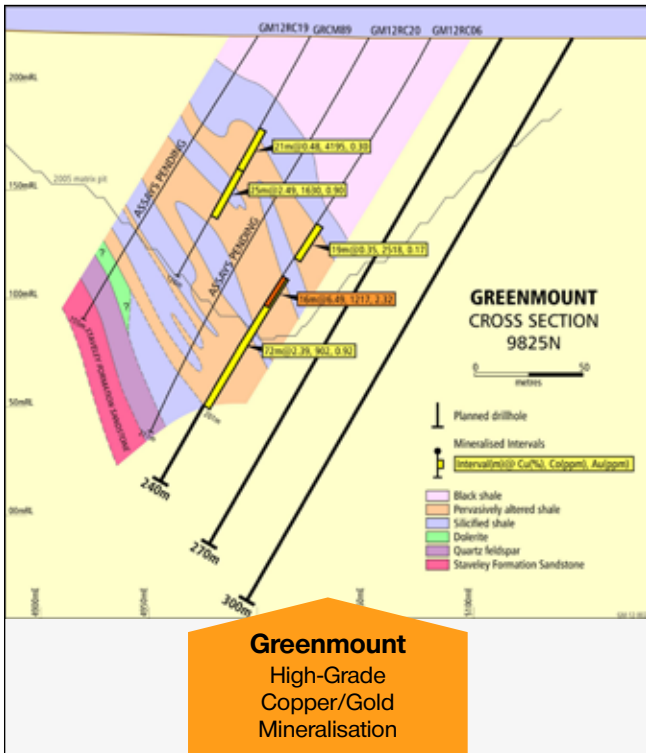 GM12RC19
GRCM89
GM12RC20
GM12RC06
200mRL
21m@0.48, 4195, 0.30
ASSAYS PENDING
2005 matrix pit
150mRL
25m@2.49, 1630, 0.90
ASSAYS PENDING
19m@0.35, 2518, 0.17
100mRL
16m@6.49, 1217, 2.32
GREENMOUNT
CROSS SECTION
9825N
72m@2.39, 902, 0.92
STAVELEY FORMATION SANDSTONE
0 50
metres
50mRL
201m
Planned drillhole
Mineralised Intervals
Interval(m)@ Cu(%), Co(ppm), Au(ppm)
240m
00mRL
Black shale
Pervasively altered shale
Silicified shale
270m
Dolerite
Quartz feldspar
Staveley Formation Sandstone
300m
4900mE
4950mE
5100mE
Greenmount
High-Grade
Copper/Gold
Mineralisation